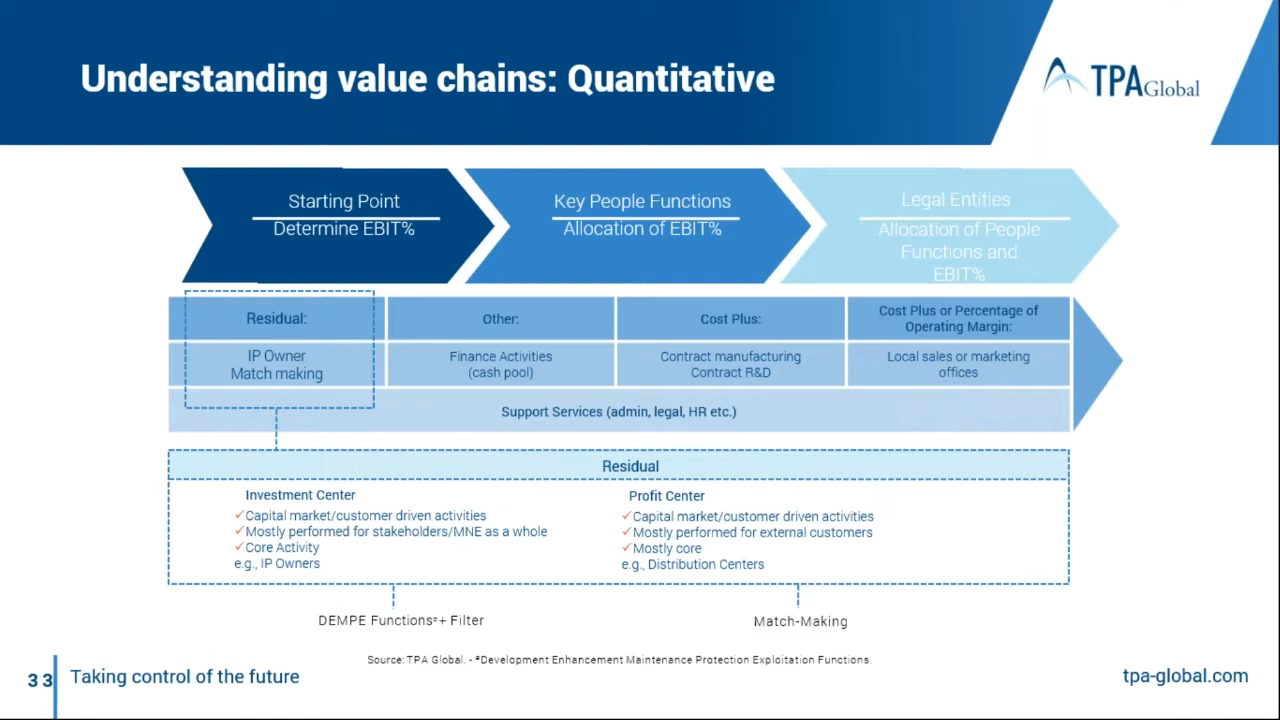 Understanding value chains: Quantitative
TPA Global
Starting Point
Determine EBIT%
Key People Functions
Allocation of EBIT%
Legal Entities
Allocation of People
Functions and
EBIT%
Residual:
Other:
Cost Plus:
Cost Plus or Percentage of
Operating Margin:
IP Owner
Match making
Finance Activities
(cash pool)
Contract manufacturing
Contract R&D
Local sales or marketing
offices
Support Services (admin, legal, HR etc.)
Residual
Investment Center
✓Capital market/customer driven activities
✓Mostly performed for stakeholders/MNE as a whole
✓Core Activity
e.g., IP Owners
Profit Center
✓Capital market/customer driven activities
✓Mostly performed for external customers
✓Mostly core
e.g., Distribution Centers
DEMPE Functionsª+ Filter
Match-Making
Source: TPA Global. - ªDevelopment Enhancement Maintenance Protection Exploitation Functions.
33
Taking control of the future
tpa-global.com